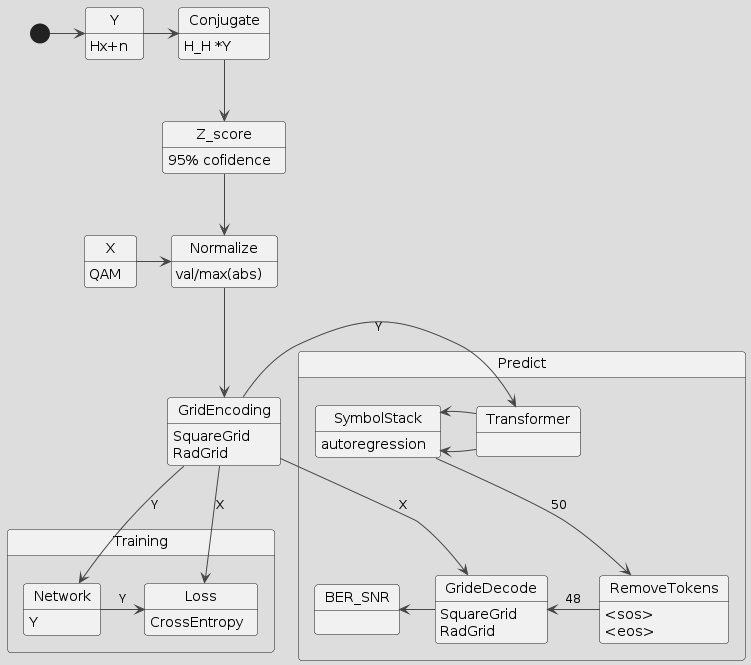 Y
Hx+n
Conjugate
H_H *Y
Z_score
95% cofidence
X
QAM
Normalize
val/max(abs)
Y
Predict
GridEncoding
SquareGrid
RadGrid
SymbolStack
autoregression
Transformer
Y
X
X
50
Training
Network
Y
Y
Loss
CrossEntropy
BER_SNR
GrideDecode
SquareGrid
RadGrid
48
RemoveTokens
<sos>
<eos>